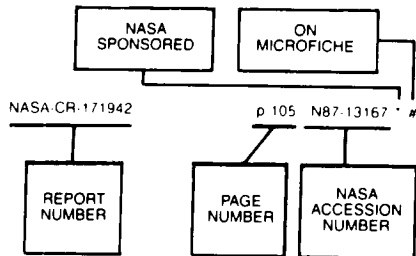 NASA
SPONSORED
ON
MICROFICHE
NASA-CR-171942 p 105 N87-13167 * #
REPORT
NUMBER
PAGE
NUMBER
NASA
ACCESSION
NUMBER